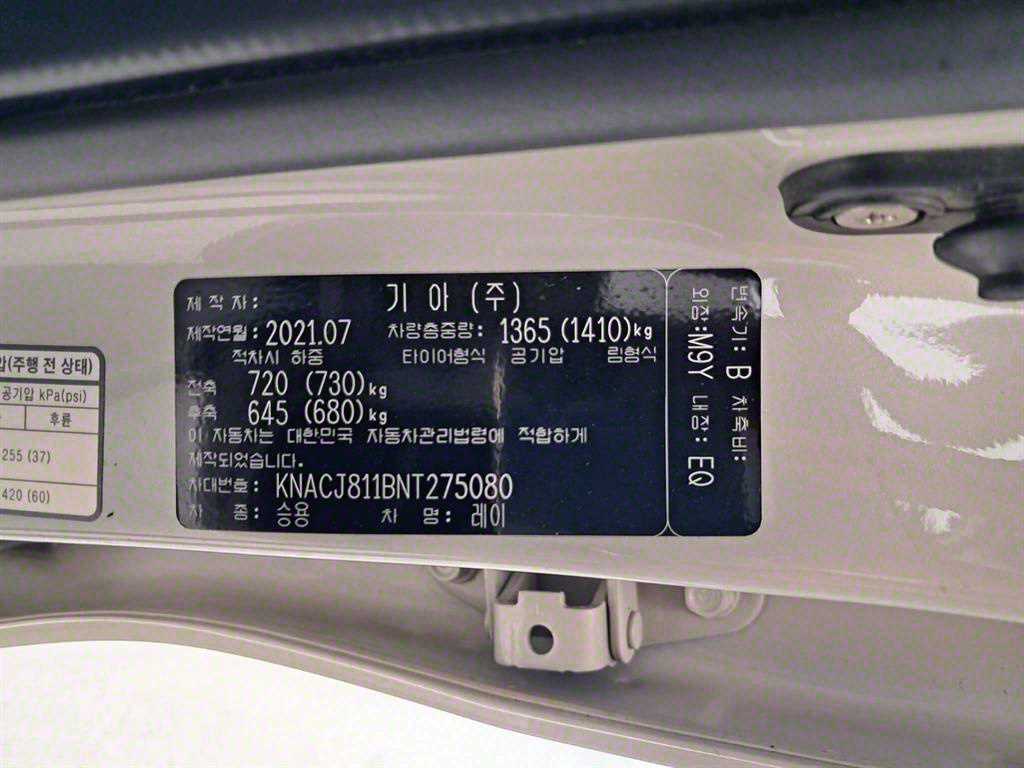 압(주행 전 상태)
공기압 kPa(psi)
후륜
255 (37)
420 (60)
제 작 자: 기 아 (주)
제작연월: 2021.07 차량총중량: 1365 (1410)kg
적차시 하중 타이어형식 공기압 림형식
전축 720 (730)kg
후축 645 (680)kg
이 자동차는 대한민국 자동차관리법령에 적합하게
제작되었습니다.
차대번호: KNACJ811BNT275080
차 종: 승용 차 명: 레이
변속기: B 차축비:
외장:M9Y 내장: EQ